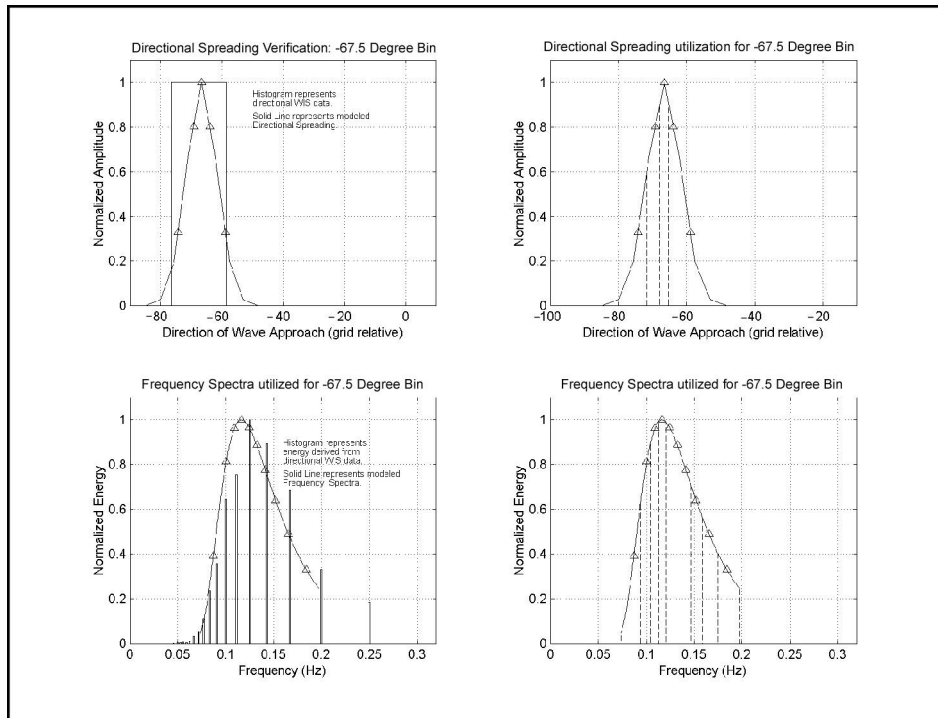 Directional Spreading Verification: -67.5 Degree Bin
1
0.8
0.6
0.4
0.2
0
Normalized Amplitude
Histogram represents
directional WIS data.
Solid Line represents modeled
Directional Spreading.
−80
−60
−40
−20
0
Direction of Wave Approach (grid relative)
Directional Spreading utilization for -67.5 Degree Bin
1
0.8
0.6
0.4
0.2
0
Normalized Amplitude
−100
−80
−60
−40
−20
Direction of Wave Approach (grid relative)
Frequency Spectra utilized for -67.5 Degree Bin
1
0.8
0.6
0.4
0.2
0
Normalized Energy
Histogram represents
energy derived from
directional WIS data.
Solid Line represents modeled
Frequency Spectra.
0
0.05
0.1
0.15
0.2
0.25
0.3
Frequency (Hz)
Frequency Spectra utilized for -67.5 Degree Bin
1
0.8
0.6
0.4
0.2
0
Normalized Energy
0
0.05
0.1
0.15
0.2
0.25
0.3
Frequency (Hz)